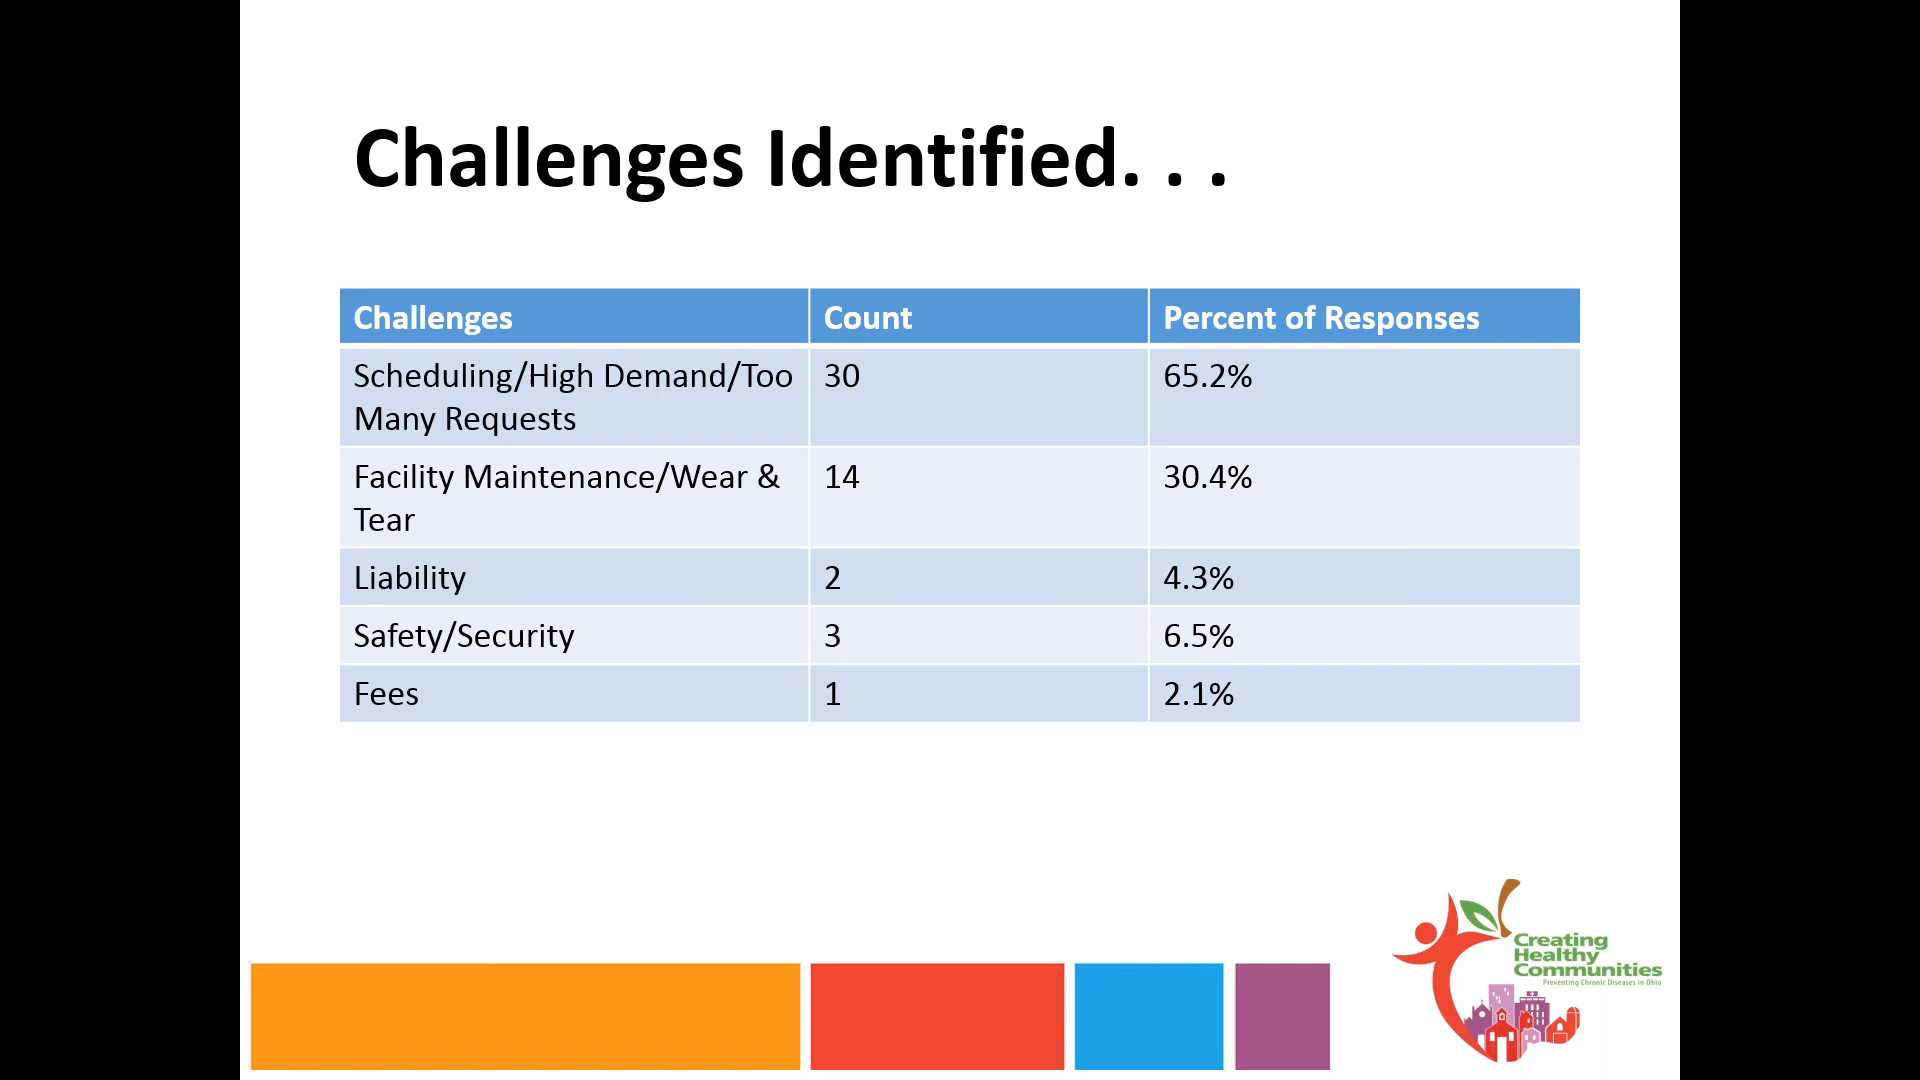 Challenges Identified. . .
Challenges Count Percent of Responses
Scheduling/High Demand/Too 30 65.2%
Many Requests
Facility Maintenance/Wear & 14 30.4%
Tear
Liability 2 4.3%
Safety/Security 3 6.5%
Fees 1 2.1%
Creating
Healthy
Communities
Preventing Chronic Diseases in Ohio